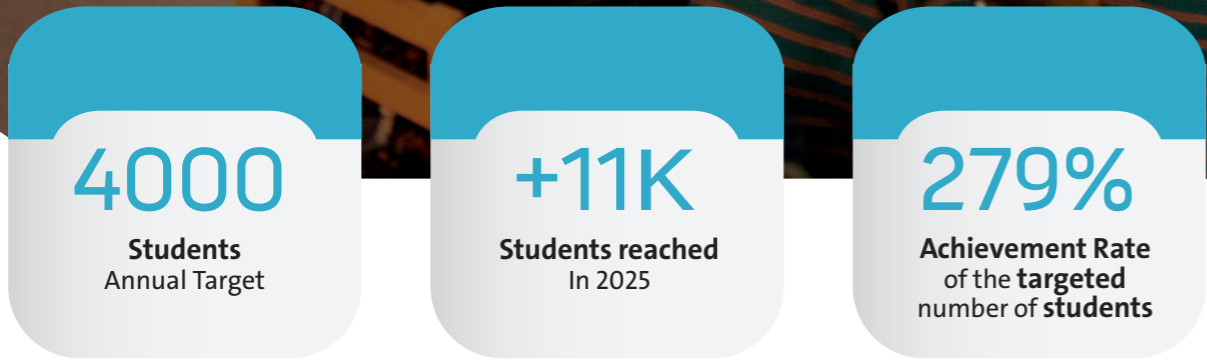 4000
Students
Annual Target
+11K
Students reached
In 2025
279%
Achievement Rate
of the targeted
number of students